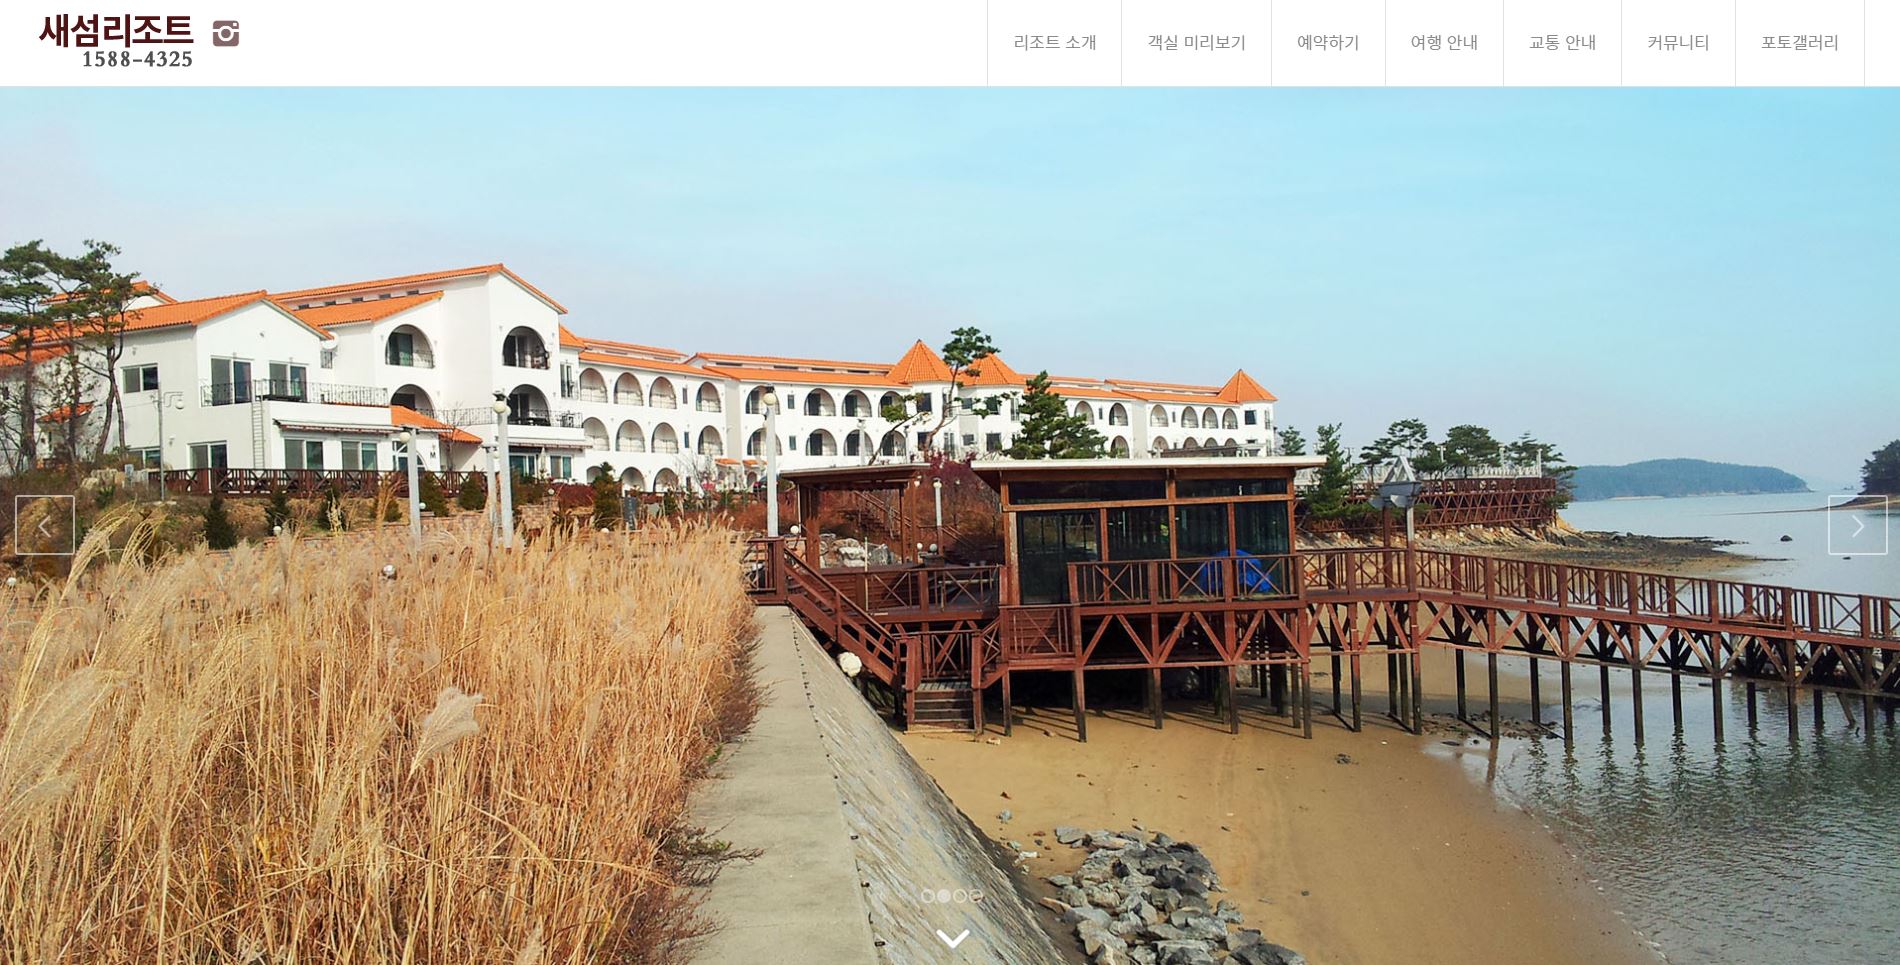 새섬리조트
1588-4325
리조트 소개
객실 미리보기
예약하기
여행 안내
교통 안내
커뮤니티
포토갤러리